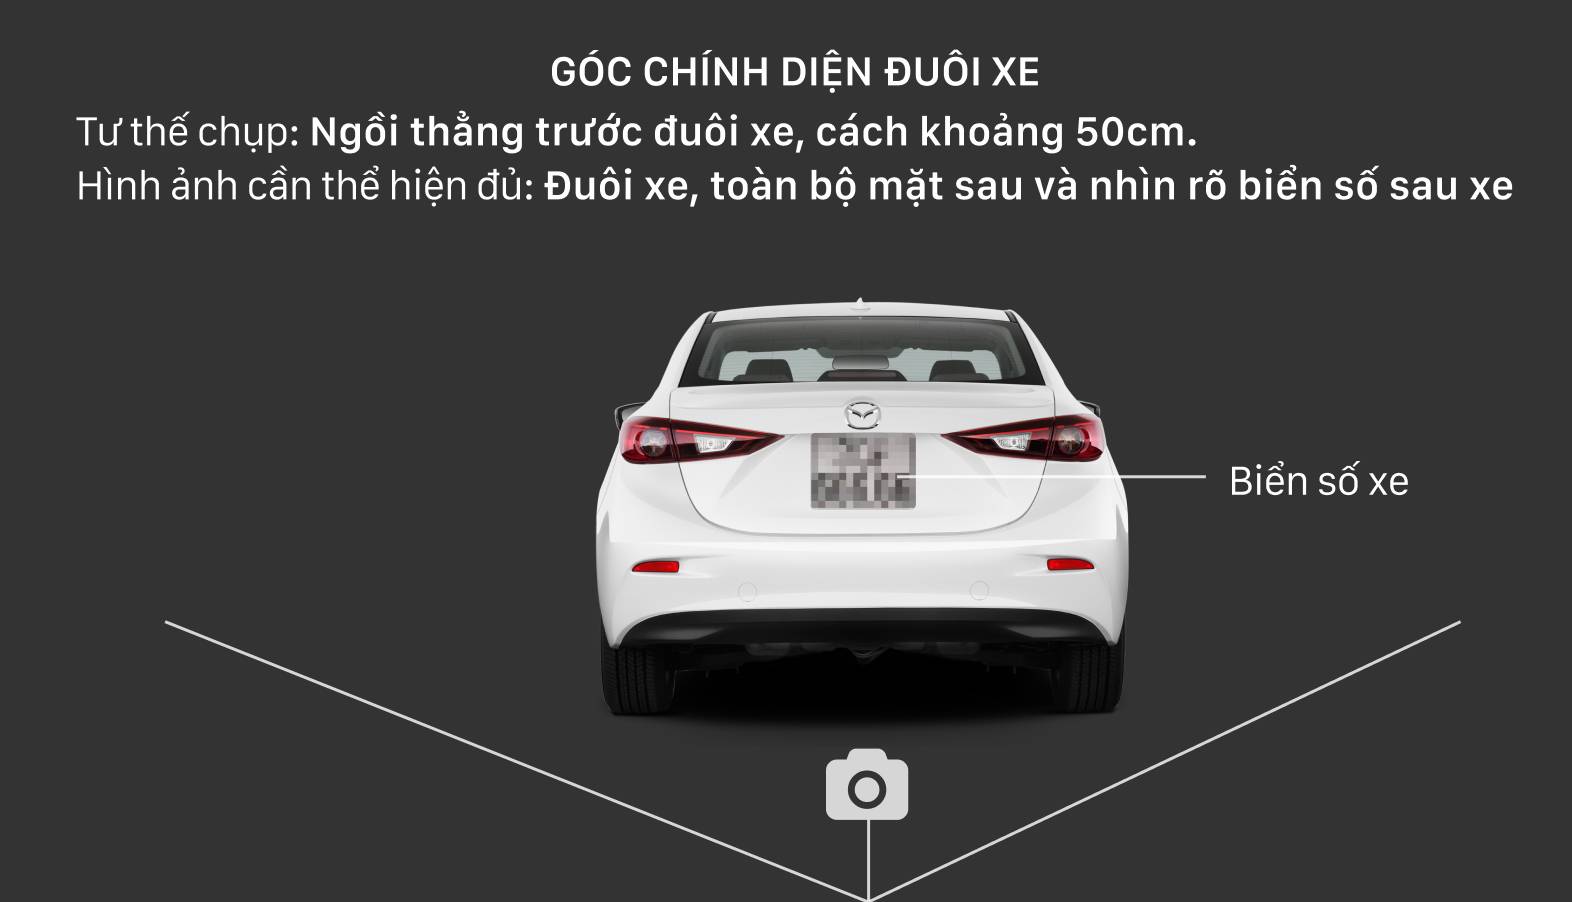 GÓC CHÍNH DIỆN ĐUÔI XE
Tư thế chụp: Ngồi thẳng trước đuôi xe, cách khoảng 50cm.
Hình ảnh cần thể hiện đủ: Đuôi xe, toàn bộ mặt sau và nhìn rõ biển số sau xe
Biển số xe